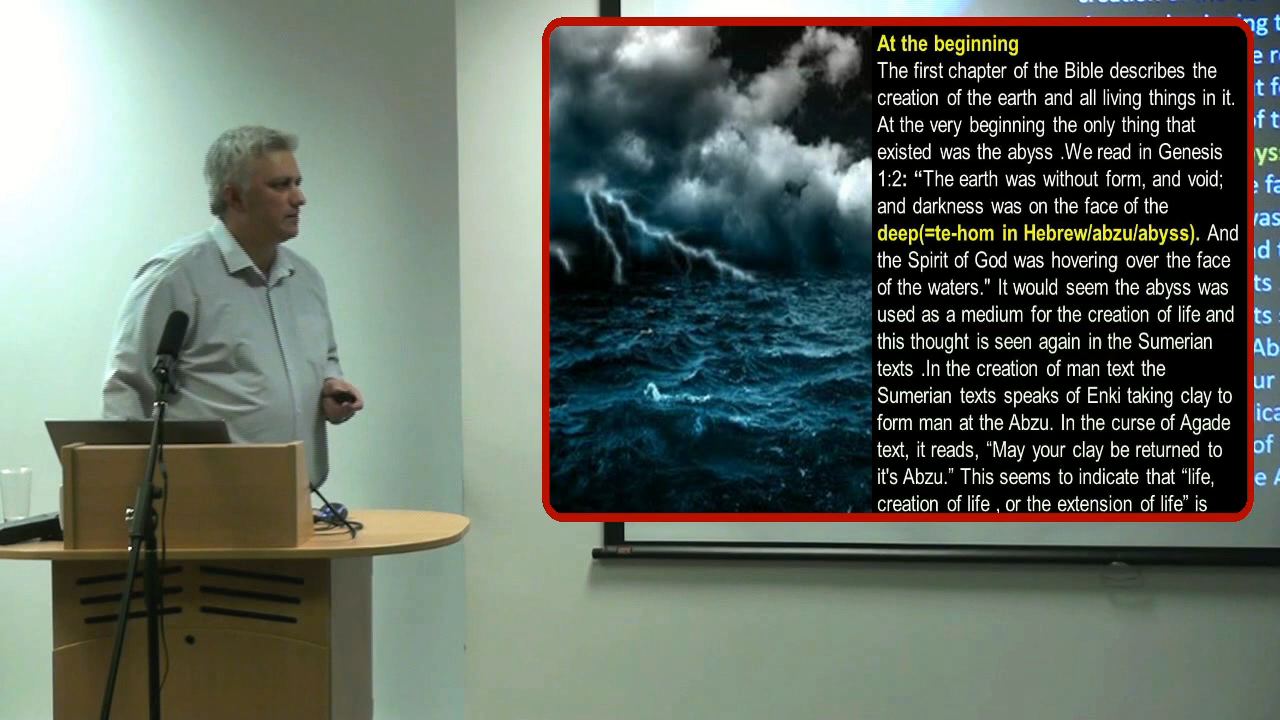 At the beginning
The first chapter of the Bible describes the
creation of the earth and all living things in it.
At the very beginning the only thing that
existed was the abyss .We read in Genesis
1:2: “The earth was without form, and void;
and darkness was on the face of the
deep(=te-hom in Hebrew/abzu/abyss). And
the Spirit of God was hovering over the face
of the waters." It would seem the abyss was
used as a medium for the creation of life and
this thought is seen again in the Sumerian
texts .In the creation of man text the
Sumerian texts speaks of Enki taking clay to
form man at the Abzu. In the curse of Agade
text, it reads, “May your clay be returned to
it's Abzu.” This seems to indicate that “life,
creation of life , or the extension of life” is